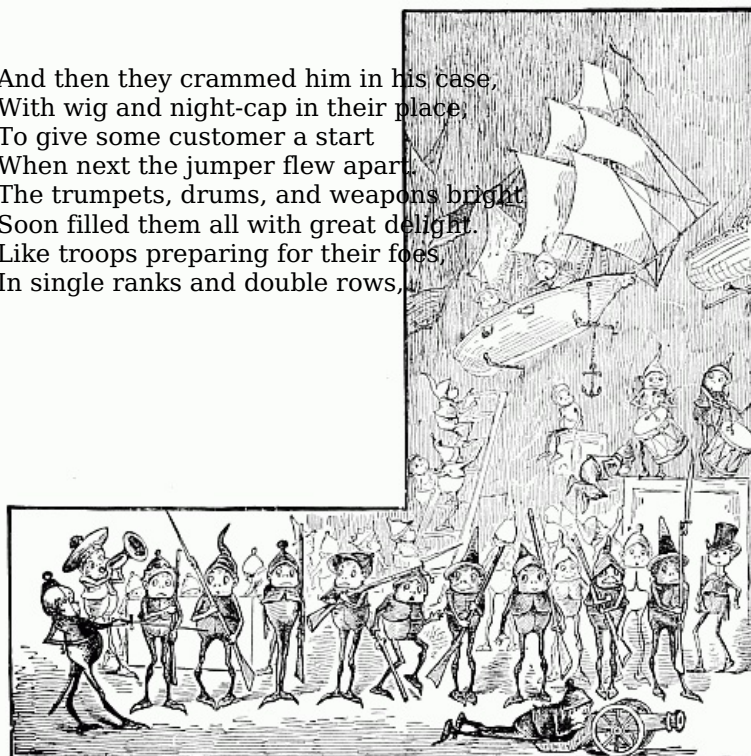 And then they crammed him in his case,
With wig and night-cap in their place,
To give some customer a start
When next the jumper flew apart.
The trumpets, drums, and weapons bright
Soon filled them all with great delight.
Like troops preparing for their foes,
In single ranks and double rows,